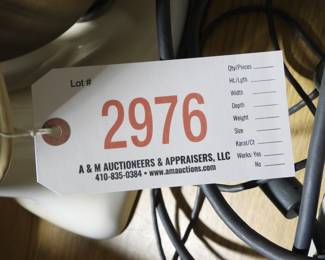 Lot #
2976
A & M AUCTIONEERS & APPRAISERS, LLC
410-835-0384 • www.amauctions.com
Qty/Pieces
Ht./Lgth.
Width
Depth
Weight
Size
Karat/Ct
Works: Yes
No